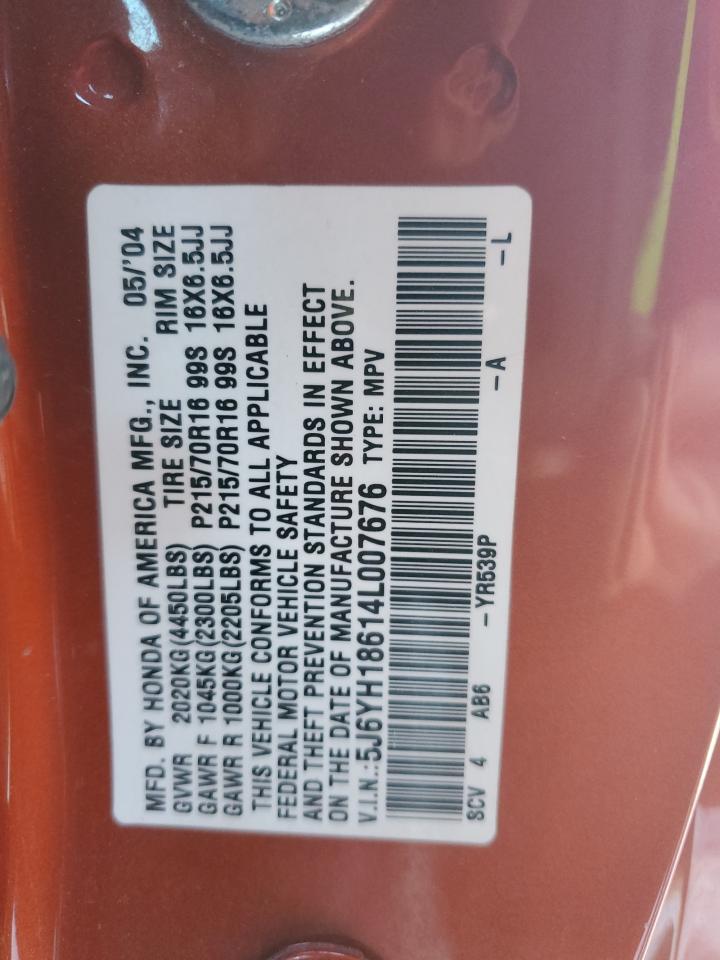 MFD. BY HONDA OF AMERICA MFG., INC. 05/'04
GVWR 2020KG(4450LBS) TIRE SIZE RIM SIZE
GAWR F 1045KG(2300LBS) P215/70R16 99S 16X6.5JJ
GAWR R 1000KG(2205LBS) P215/70R16 99S 16X6.5JJ
THIS VEHICLE CONFORMS TO ALL APPLICABLE
FEDERAL MOTOR VEHICLE SAFETY
AND THEFT PREVENTION STANDARDS IN EFFECT
ON THE DATE OF MANUFACTURE SHOWN ABOVE.
V.I.N.:5J6YH18614L007676 TYPE: MPV
SCV 4 AB6 -YR539P -A -L